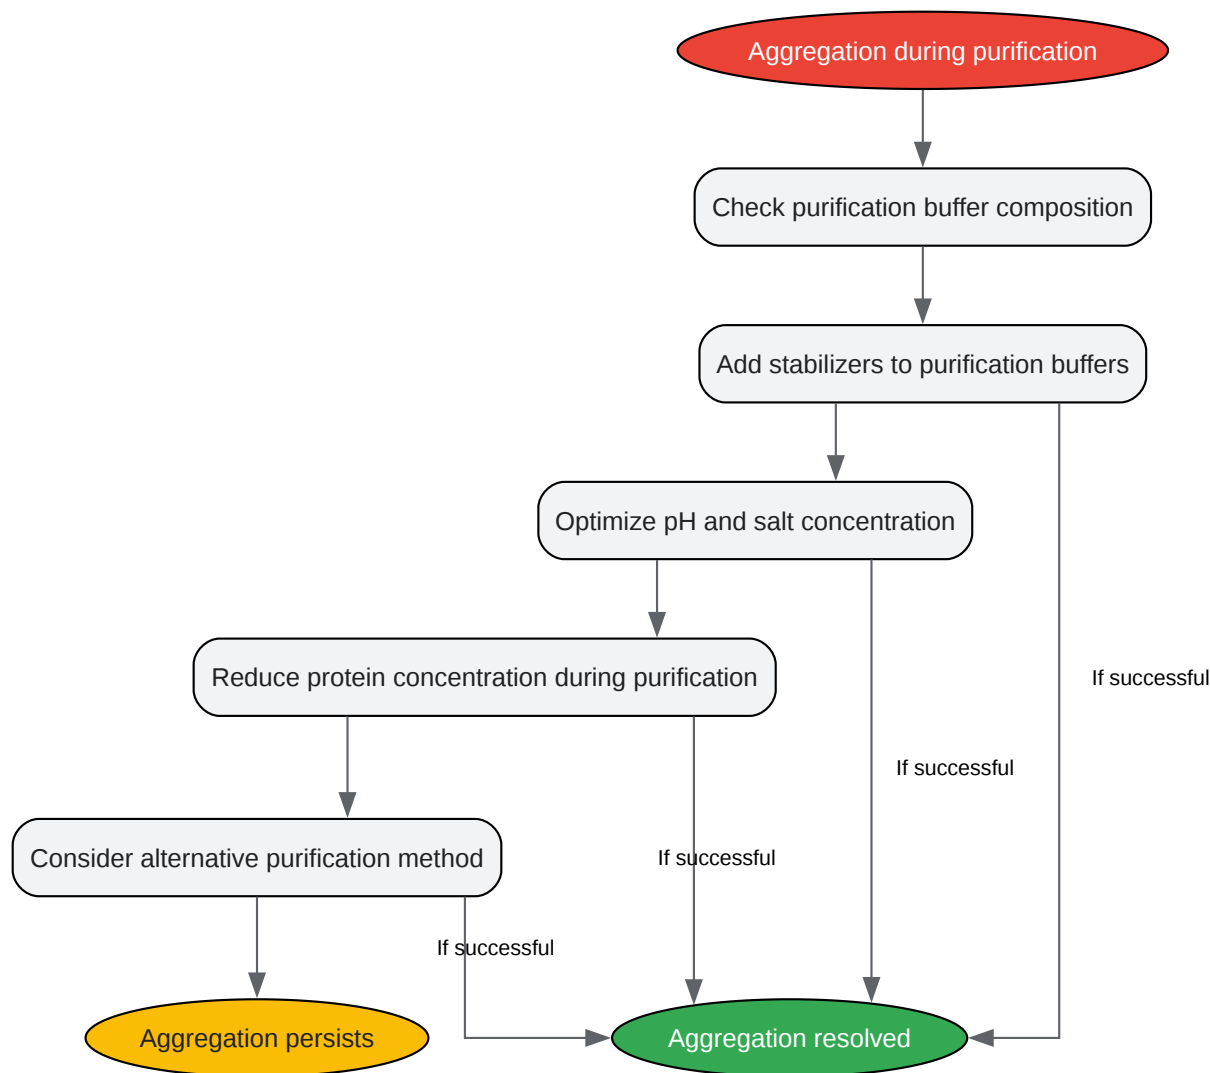 Aggregation during purification
Check purification buffer composition
Add stabilizers to purification buffers
Optimize pH and salt concentration
Reduce protein concentration during purification
If successful
If successful
Consider alternative purification method
If successful
If successful
Aggregation persists
Aggregation resolved